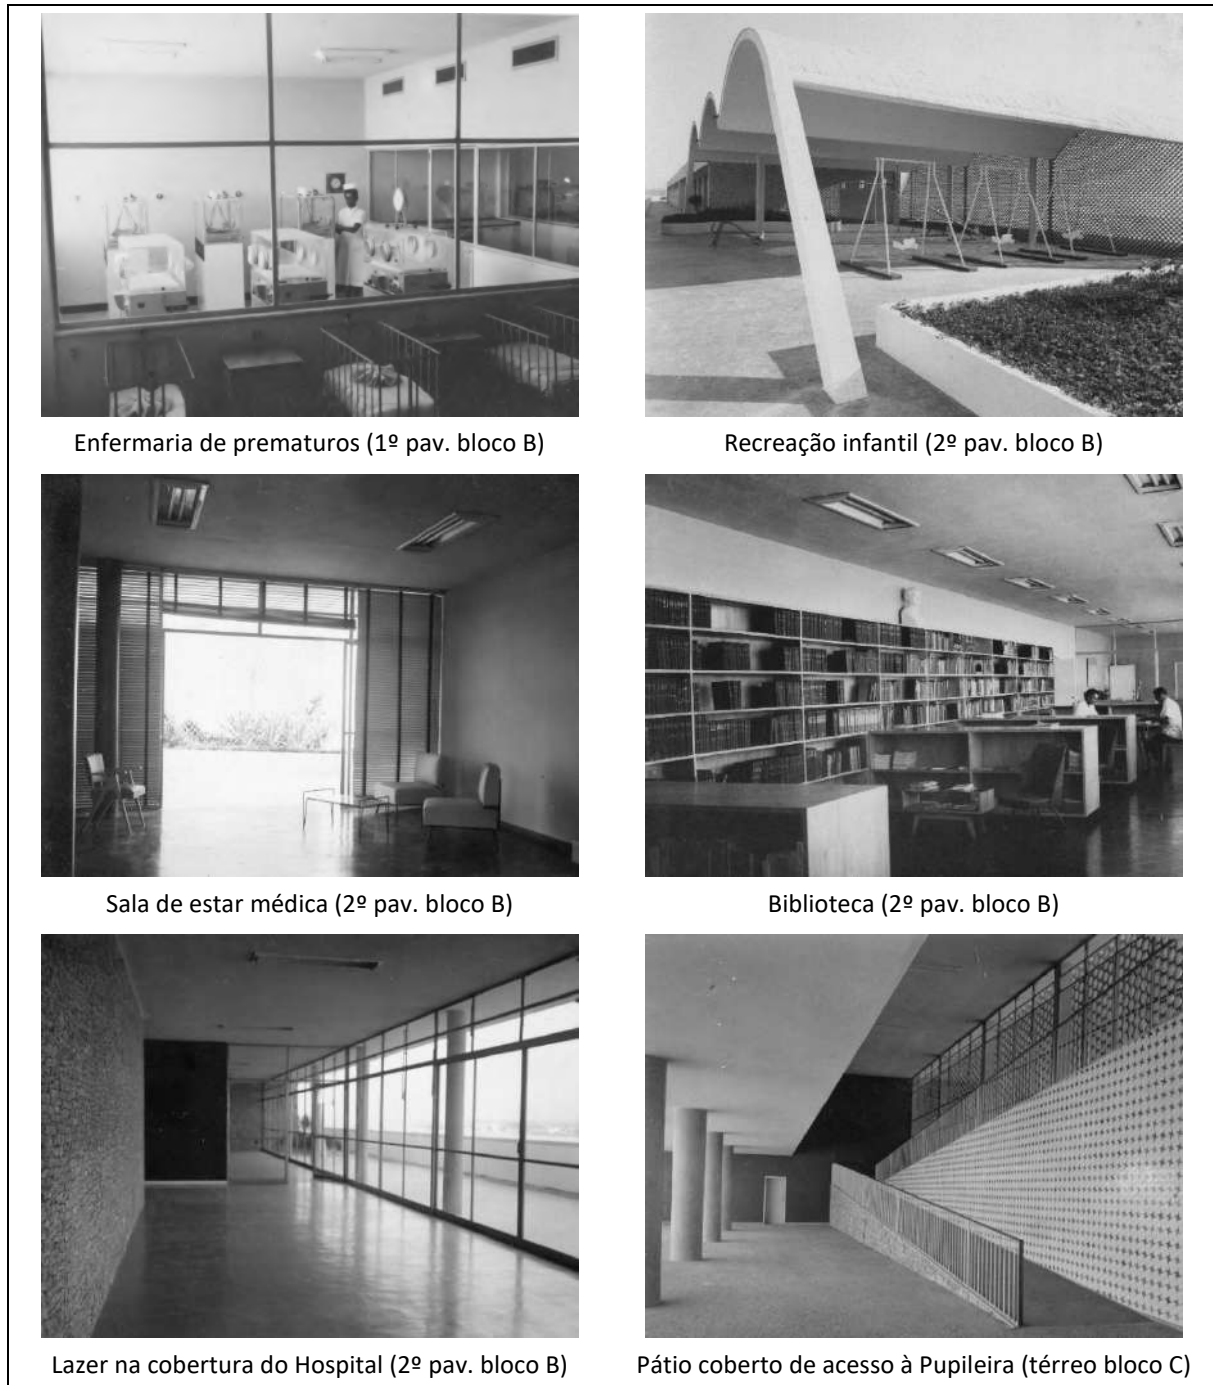 Enfermaria de prematuros (1º pav. bloco B)
Recreação infantil (2º pav. bloco B)
Sala de estar médica (2º pav. bloco B)
Biblioteca (2º pav. bloco B)
Lazer na cobertura do Hospital (2º pav. bloco B)
Pátio coberto de acesso à Pupileira (térreo bloco C)